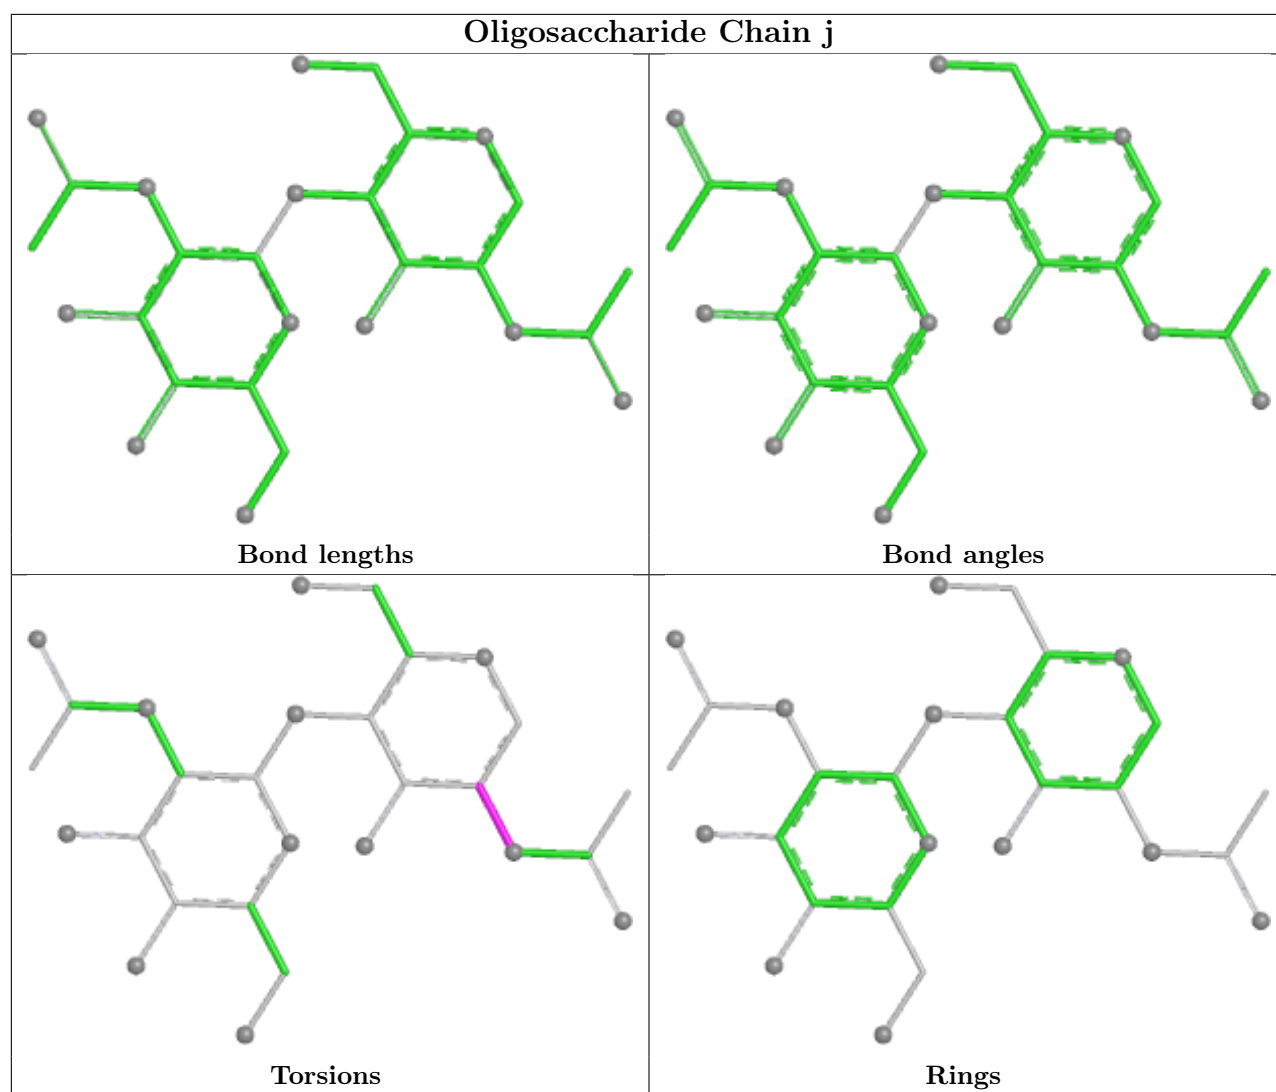 Oligosaccharide Chain j
Bond lengths
Bond angles
Torsions
Rings